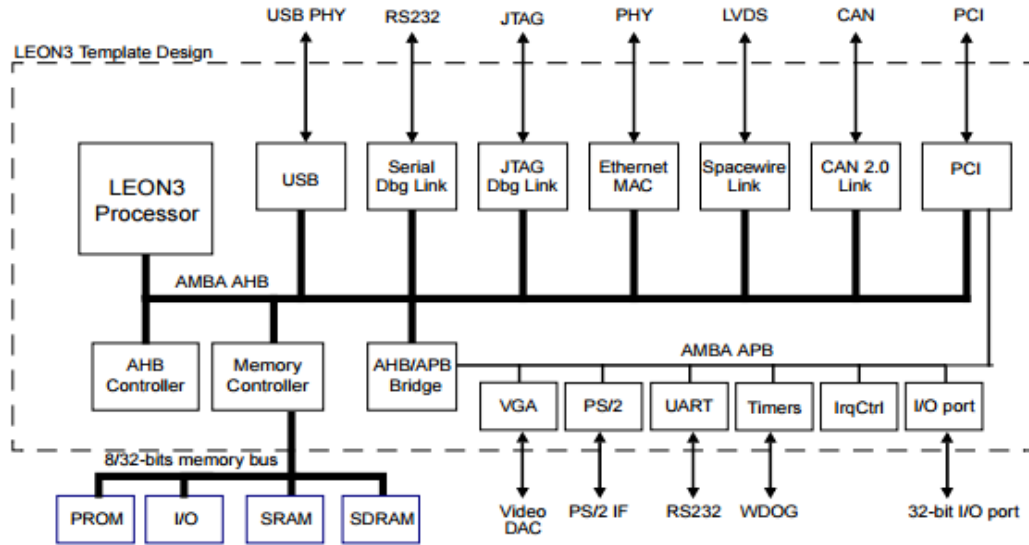 USB PHY
RS232
JTAG
PHY
LVDS
CAN
PCI
LEON3 Template Design
LEON3
Processor
USB
Serial
Dbg Link
JTAG
Dbg Link
Ethernet
MAC
Spacewire
Link
CAN 2.0
Link
PCI
AMBA AHB
AHB
Controller
Memory
Controller
AHB/APB
Bridge
AMBA APB
VGA
PS/2
UART
Timers
IrqCtrl
I/O port
8/32-bits memory bus
PROM
I/O
SRAM
SDRAM
Video
DAC
PS/2 IF
RS232
WDOG
32-bit I/O port